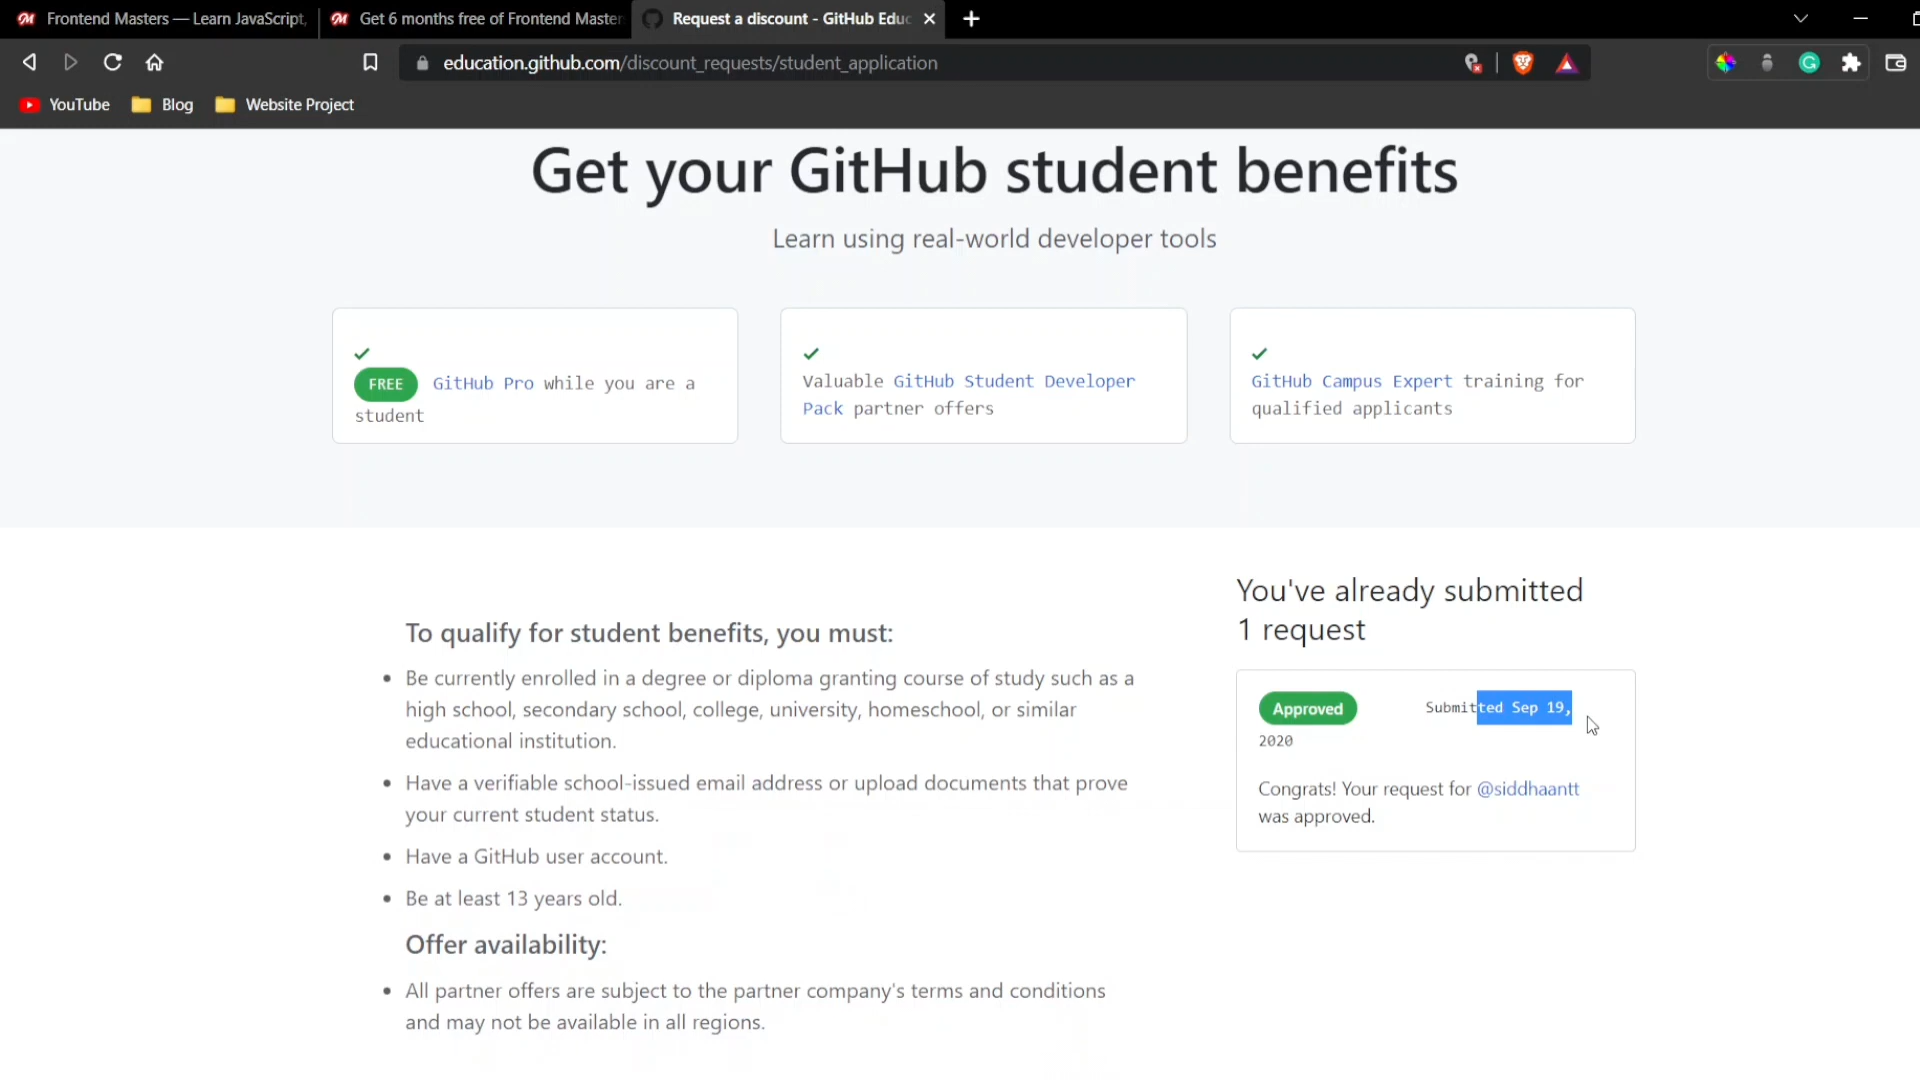 Frontend Masters — Learn JavaScript,
Get 6 months free of Frontend Master
Request a discount - GitHub Educ
education.github.com/discount_requests/student_application
YouTube
Blog
Website Project
Get your GitHub student benefits
Learn using real-world developer tools
FREE GitHub Pro while you are a
student
Valuable GitHub Student Developer
Pack partner offers
GitHub Campus Expert training for
qualified applicants
To qualify for student benefits, you must:
• Be currently enrolled in a degree or diploma granting course of study such as a
high school, secondary school, college, university, homeschool, or similar
educational institution.
• Have a verifiable school-issued email address or upload documents that prove
your current student status.
• Have a GitHub user account.
• Be at least 13 years old.
Offer availability:
• All partner offers are subject to the partner company's terms and conditions
and may not be available in all regions.
You've already submitted
1 request
Approved Submitted Sep 19,
2020
Congrats! Your request for @siddhaantt
was approved.